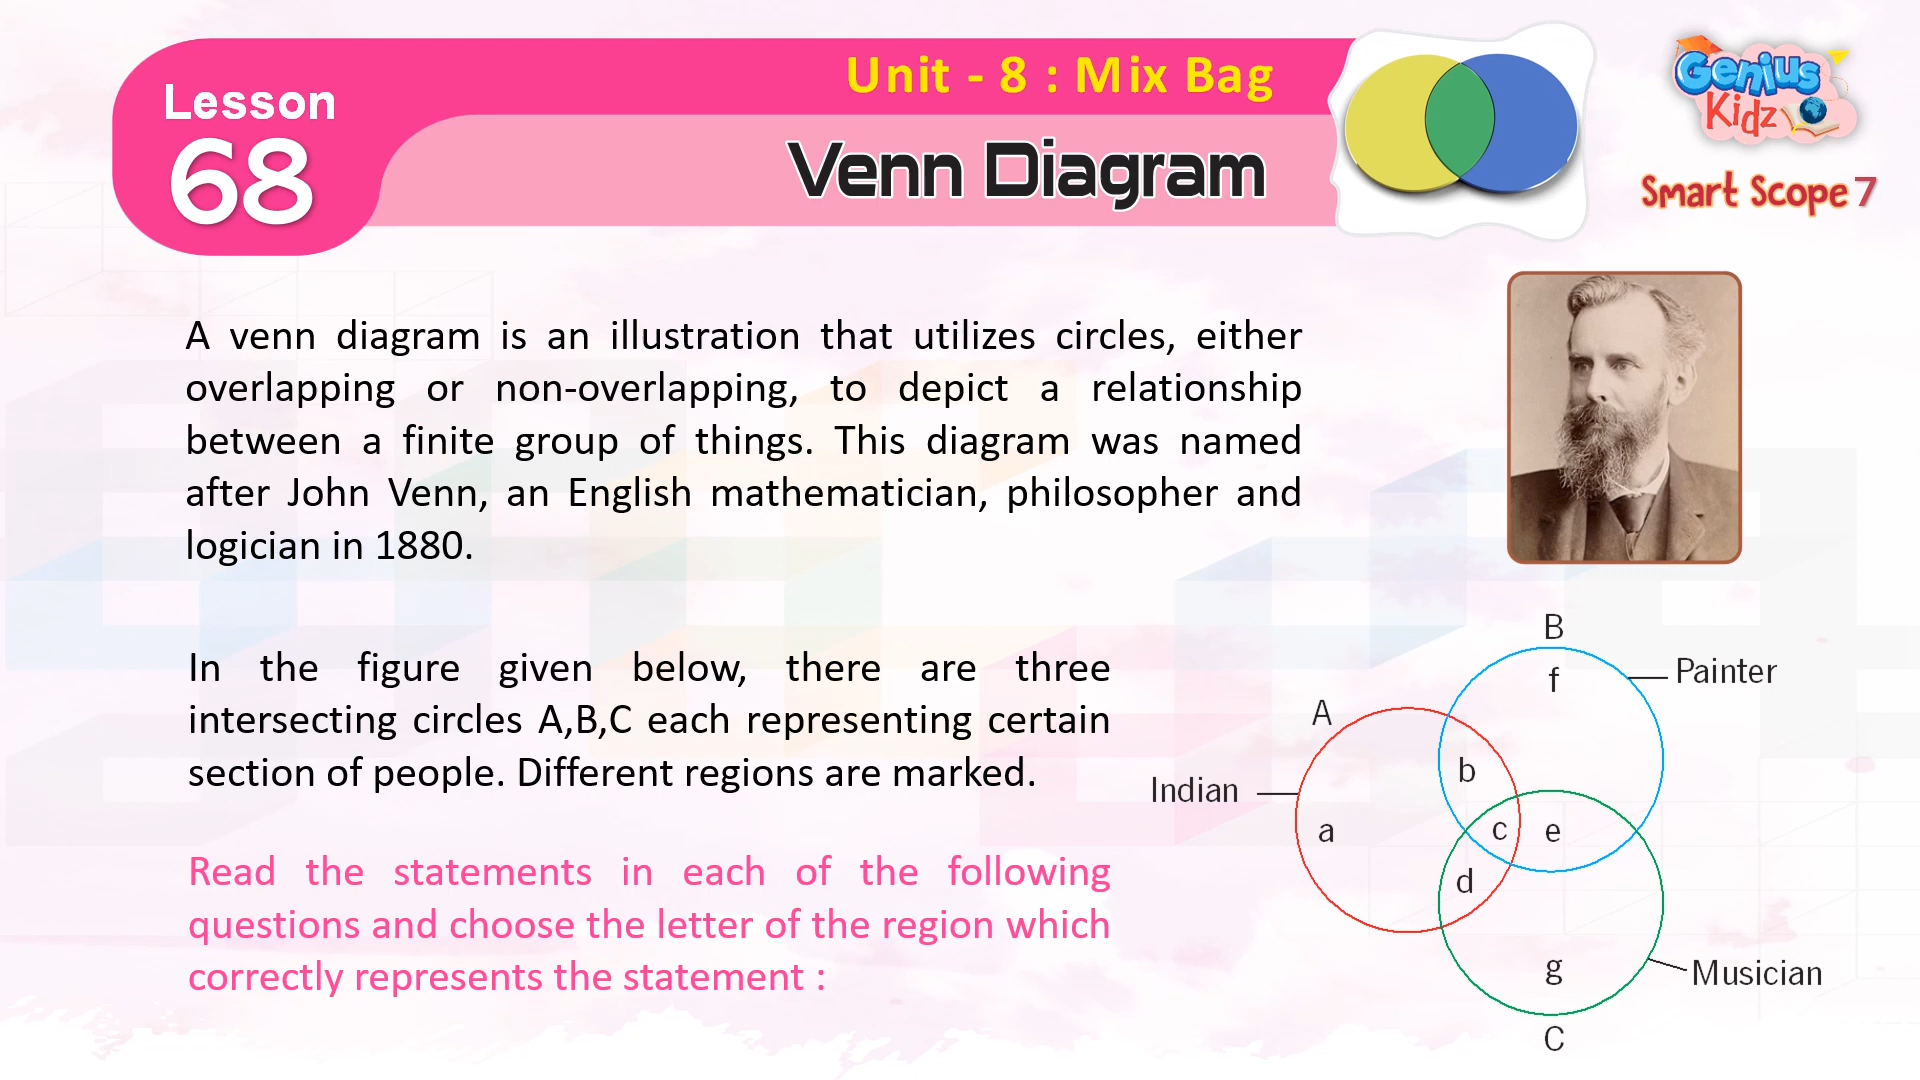 Unit - 8 : Mix Bag
Lesson
68
Venn Diagram
Genius
Kidz
Smart Scope 7
A venn diagram is an illustration that utilizes circles, either
overlapping or non-overlapping, to depict a relationship
between a finite group of things. This diagram was named
after John Venn, an English mathematician, philosopher and
logician in 1880.
In the figure given below, there are three
intersecting circles A,B,C each representing certain
section of people. Different regions are marked.
Read the statements in each of the following
questions and choose the letter of the region which
correctly represents the statement :
B
f
Painter
A
b
Indian
a
c
e
d
g
Musician
C